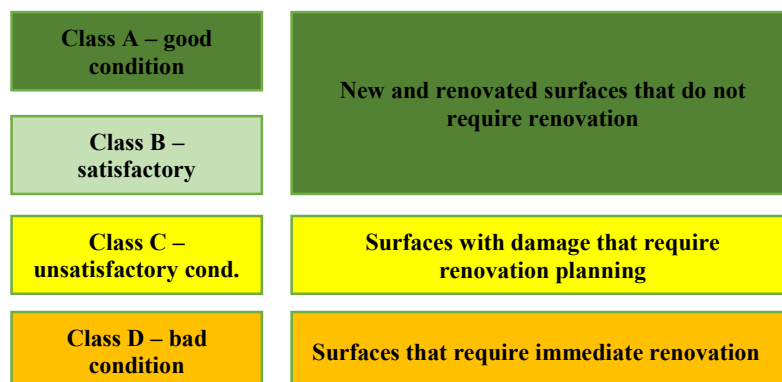 Class A – good
condition
New and renovated surfaces that do not
require renovation
Class B –
satisfactory
Class C –
unsatisfactory cond.
Surfaces with damage that require
renovation planning
Class D – bad
condition
Surfaces that require immediate renovation